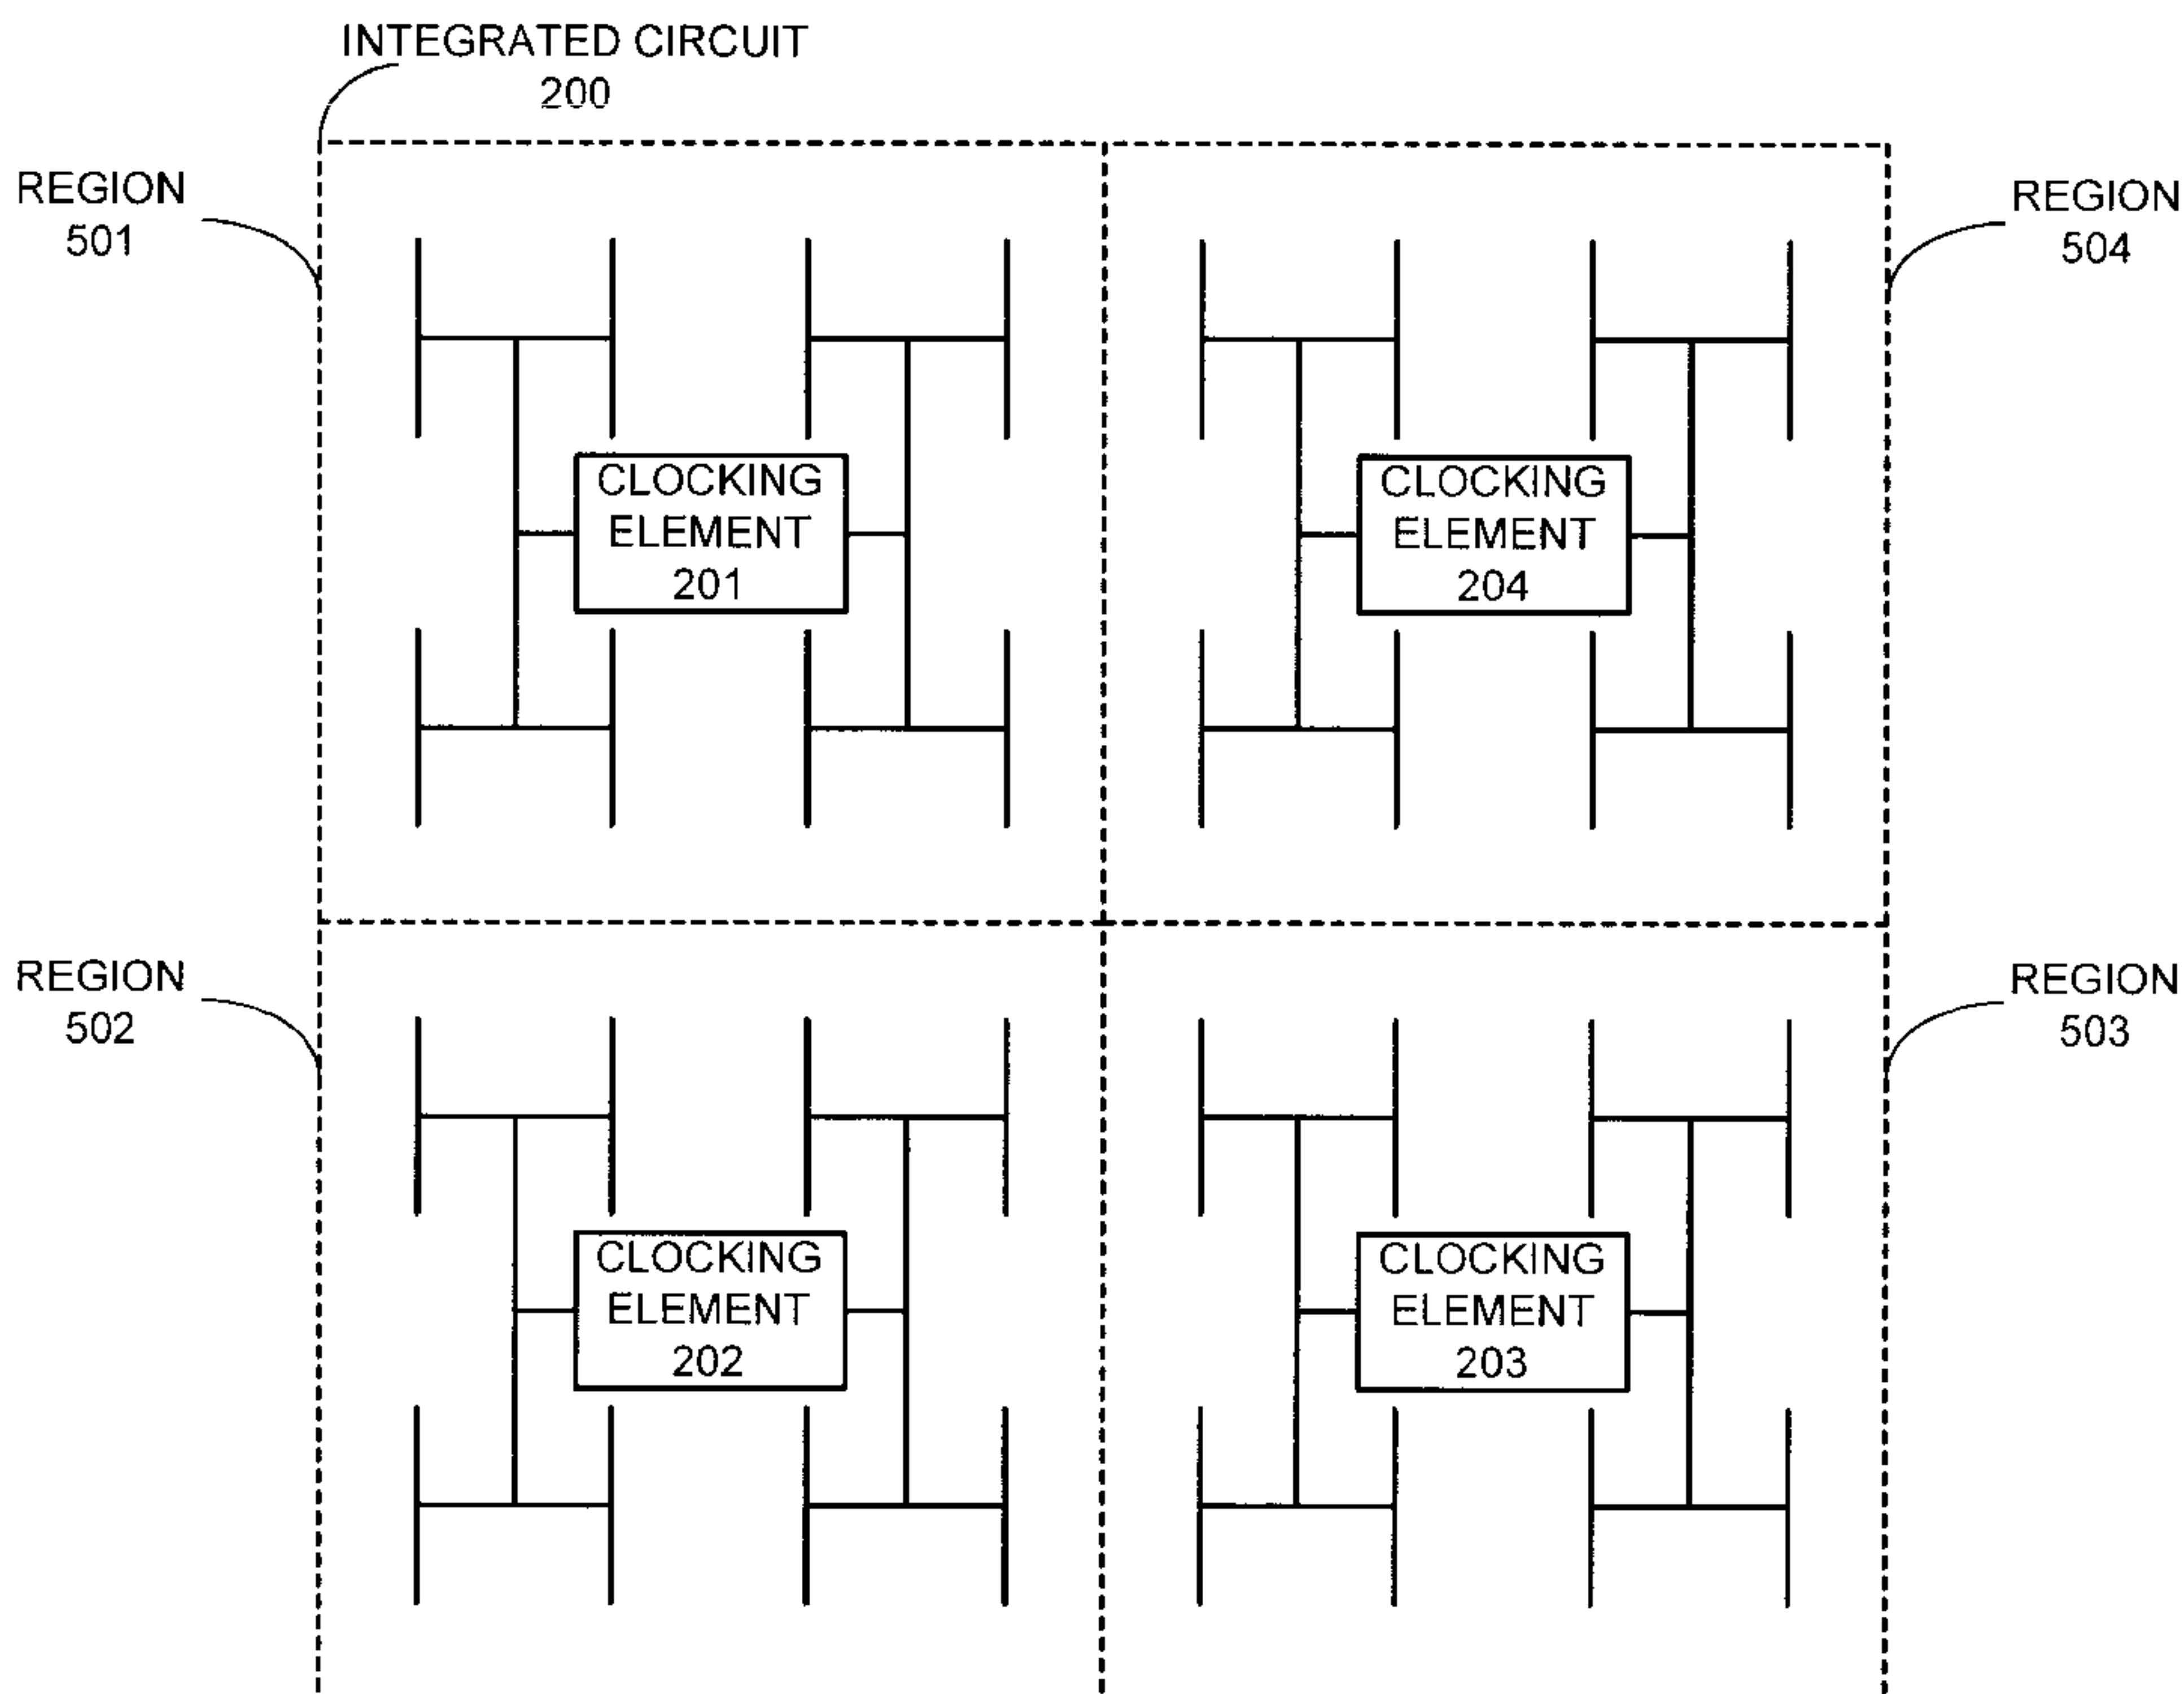 INTEGRATED CIRCUIT
200
REGION
501
REGION
504
CLOCKING
ELEMENT
201
CLOCKING
ELEMENT
204
REGION
502
REGION
503
CLOCKING
ELEMENT
202
CLOCKING
ELEMENT
203